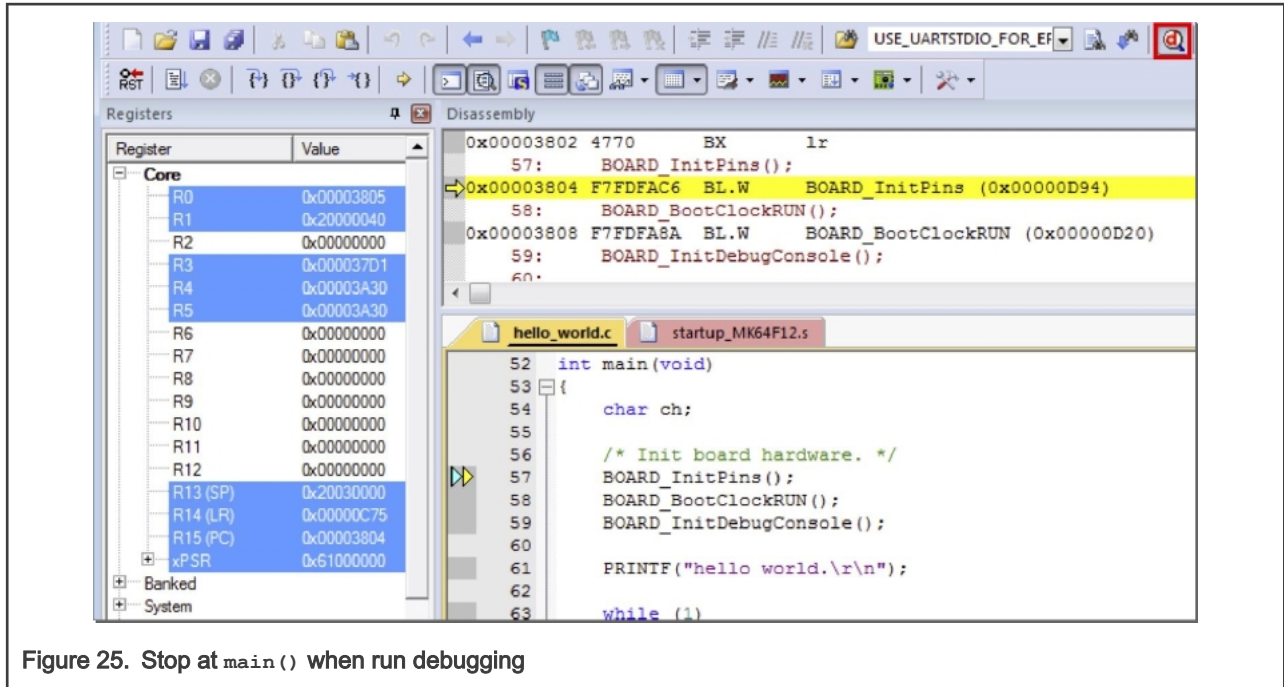 USE_UARTSTDIO_FOR_EF
RST
Registers
Register Value
Core
R0 0x00003805
R1 0x20000040
R2 0x00000000
R3 0x000037D1
R4 0x00003A30
R5 0x00003A30
R6 0x00000000
R7 0x00000000
R8 0x00000000
R9 0x00000000
R10 0x00000000
R11 0x00000000
R12 0x00000000
R13 (SP) 0x20030000
R14 (LR) 0x00000C75
R15 (PC) 0x00003804
xPSR 0x61000000
Banked
System
Disassembly
0x00003802 4770 BX lr
57: BOARD_InitPins();
0x00003804 F7FDFAC6 BL.W BOARD_InitPins (0x00000D94)
58: BOARD_BootClockRUN();
0x00003808 F7FDFA8A BL.W BOARD_BootClockRUN (0x00000D20)
59: BOARD_InitDebugConsole();
60:
hello_world.c startup_MK64F12.s
52 int main(void)
53 {
54 char ch;
55
56 /* Init board hardware. */
57 BOARD_InitPins();
58 BOARD_BootClockRUN();
59 BOARD_InitDebugConsole();
60
61 PRINTF("hello world.\r\n");
62
63 while (1)
Figure 25. Stop at main() when run debugging